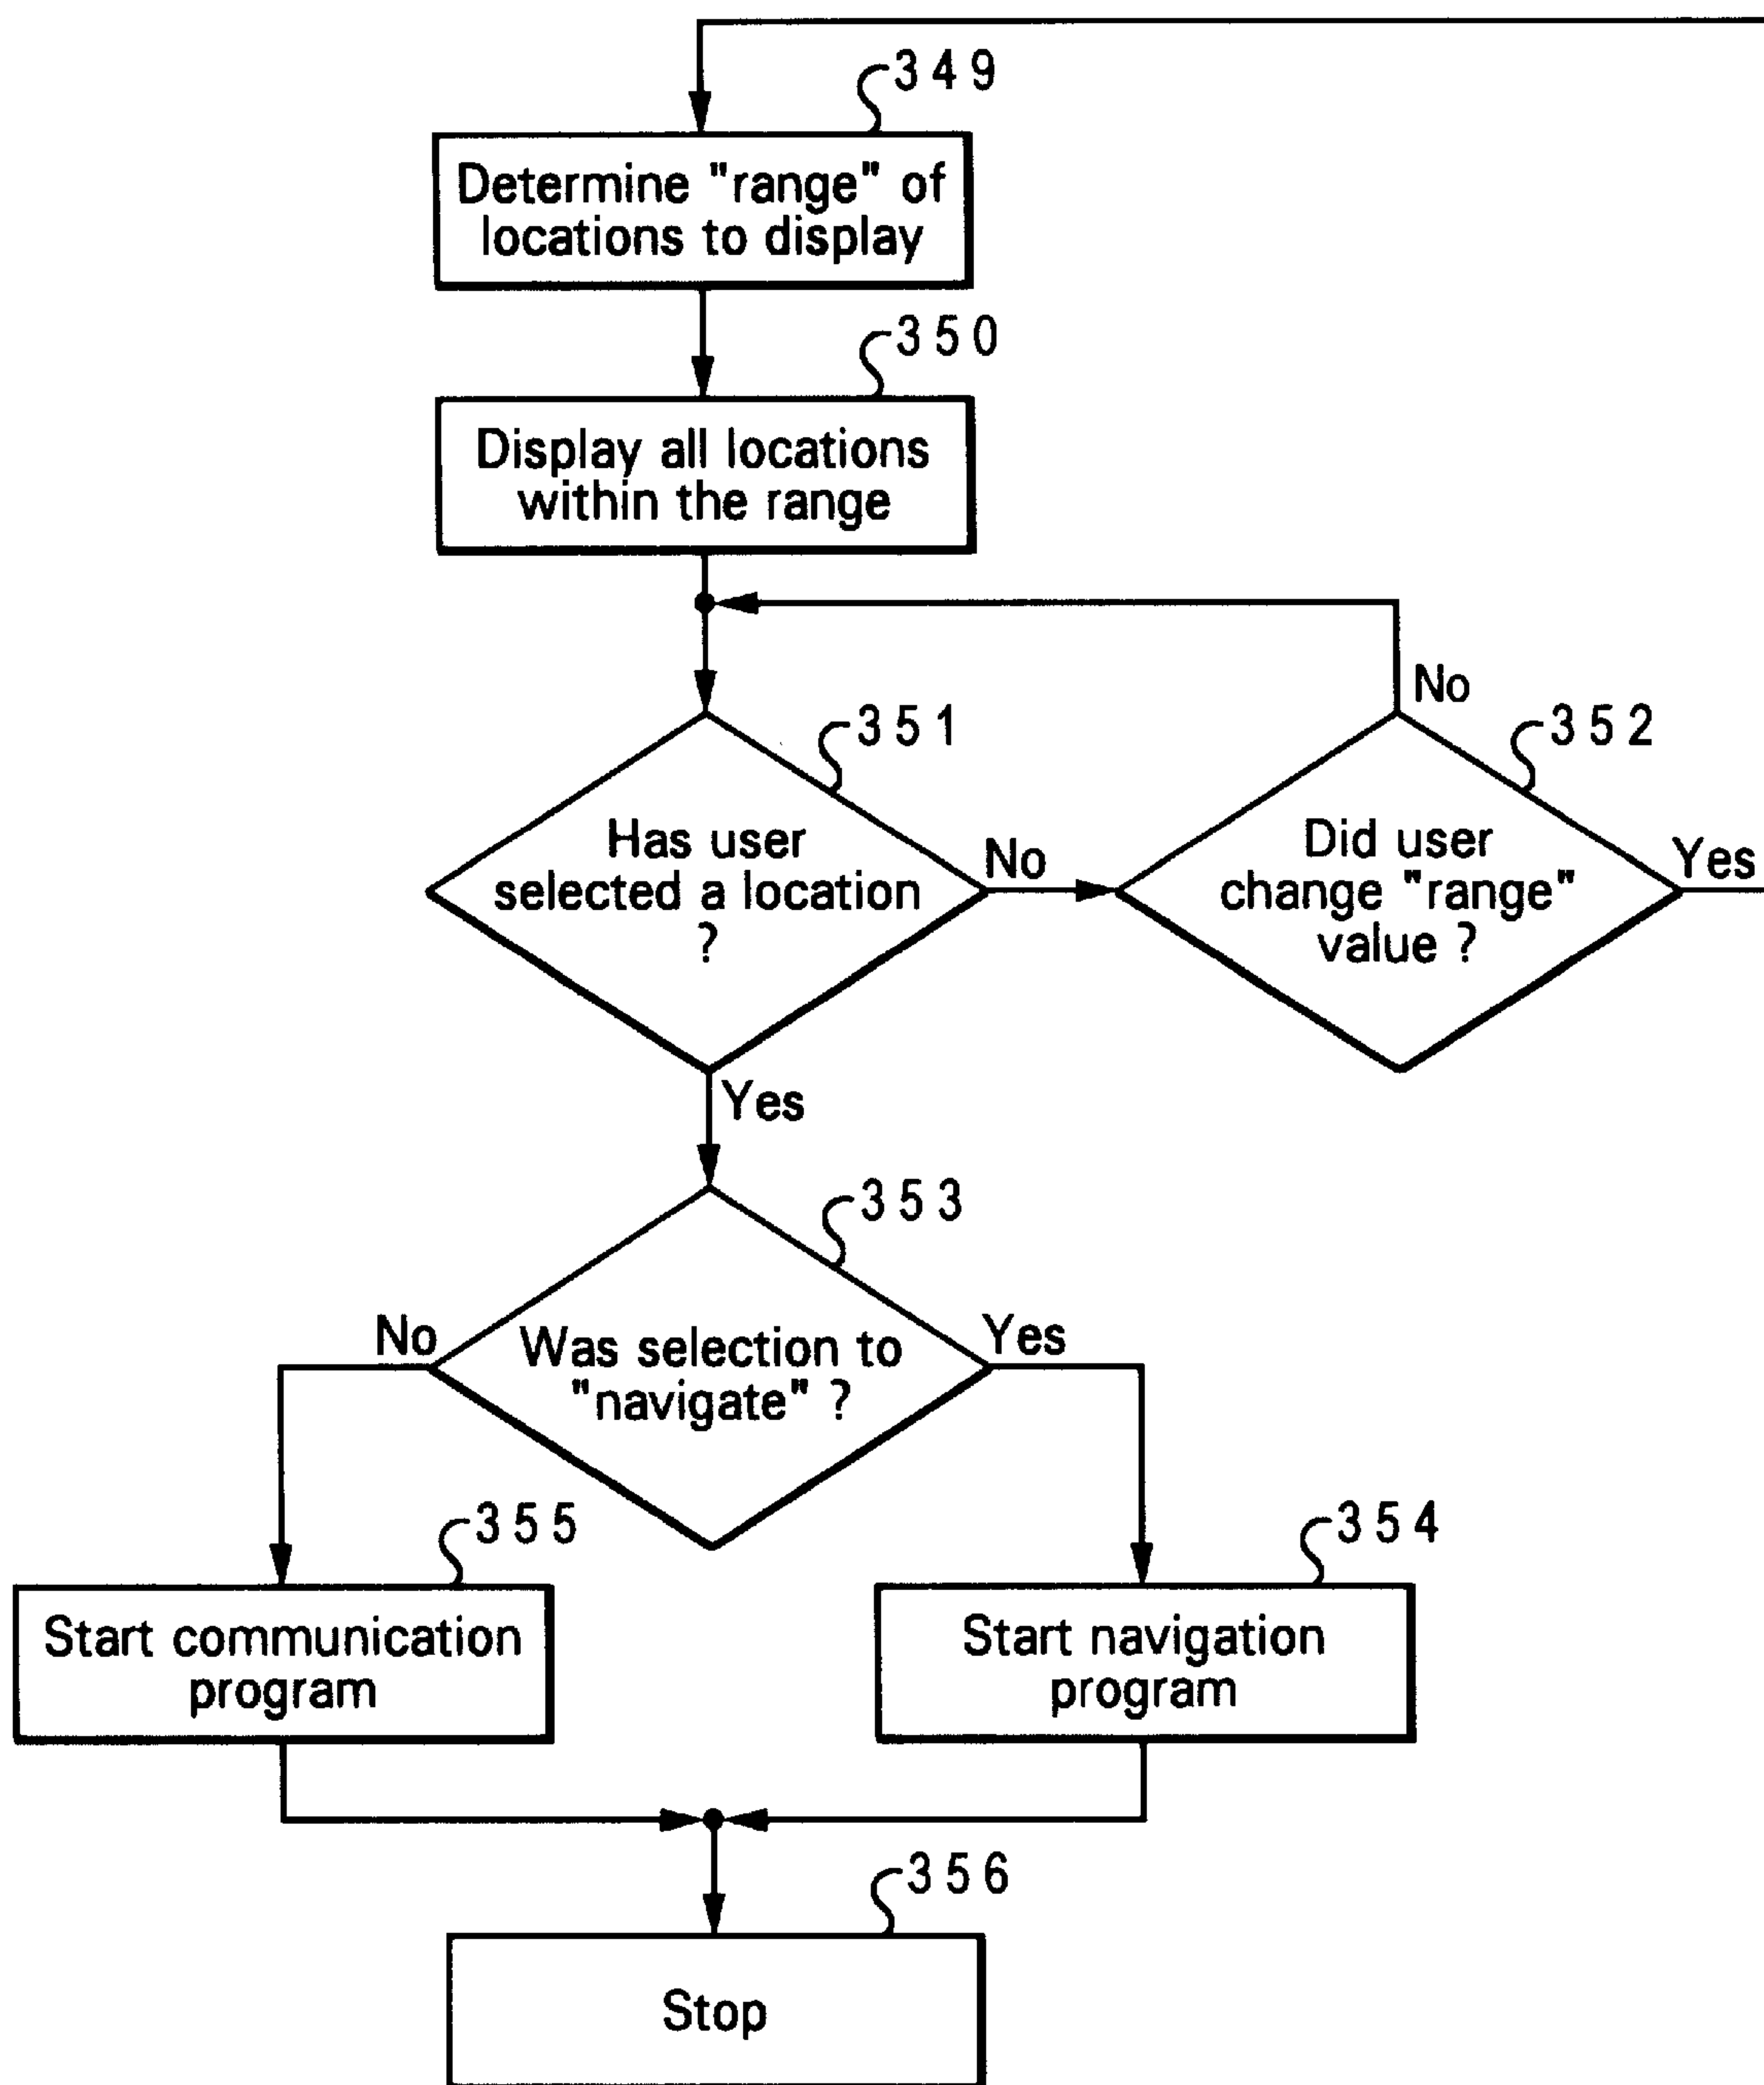 349
Determine "range" of
locations to display
350
Display all locations
within the range
351
Has user
selected a location
?
No
352
Did user
change "range"
value ?
No
Yes
Yes
353
Was selection to
"navigate" ?
No
Yes
355
Start communication
program
354
Start navigation
program
356
Stop